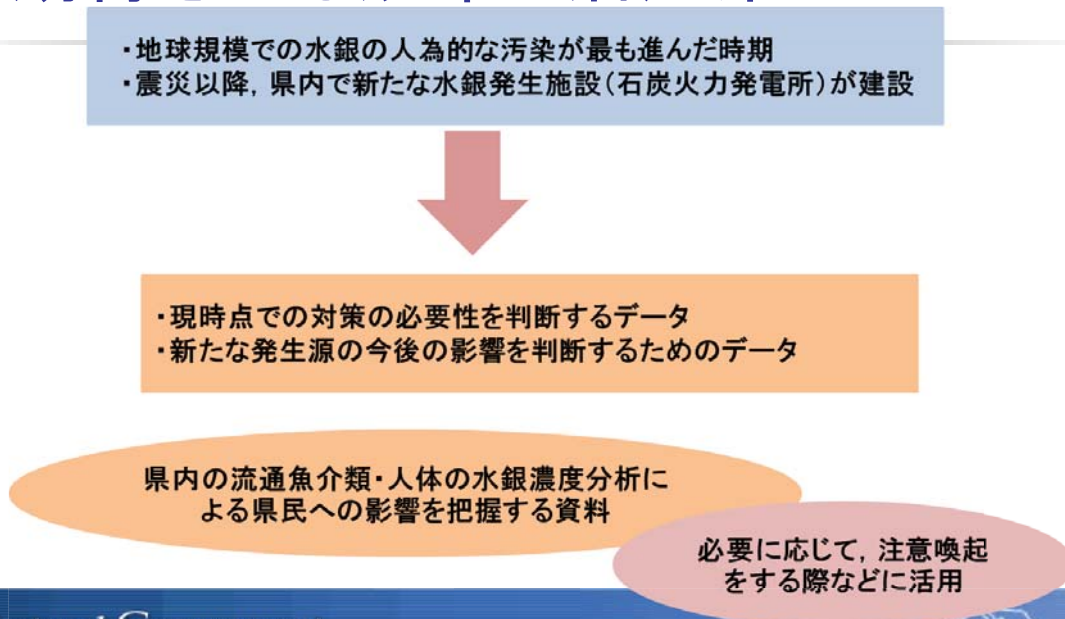 ・地球規模での水銀の人為的な汚染が最も進んだ時期
・震災以降，県内で新たな水銀発生施設（石炭火力発電所）が建設
・現時点での対策の必要性を判断するデータ
・新たな発生源の今後の影響を判断するためのデータ
県内の流通魚介類・人体の水銀濃度分析に
よる県民への影響を把握する資料
必要に応じて，注意喚起
をする際などに活用